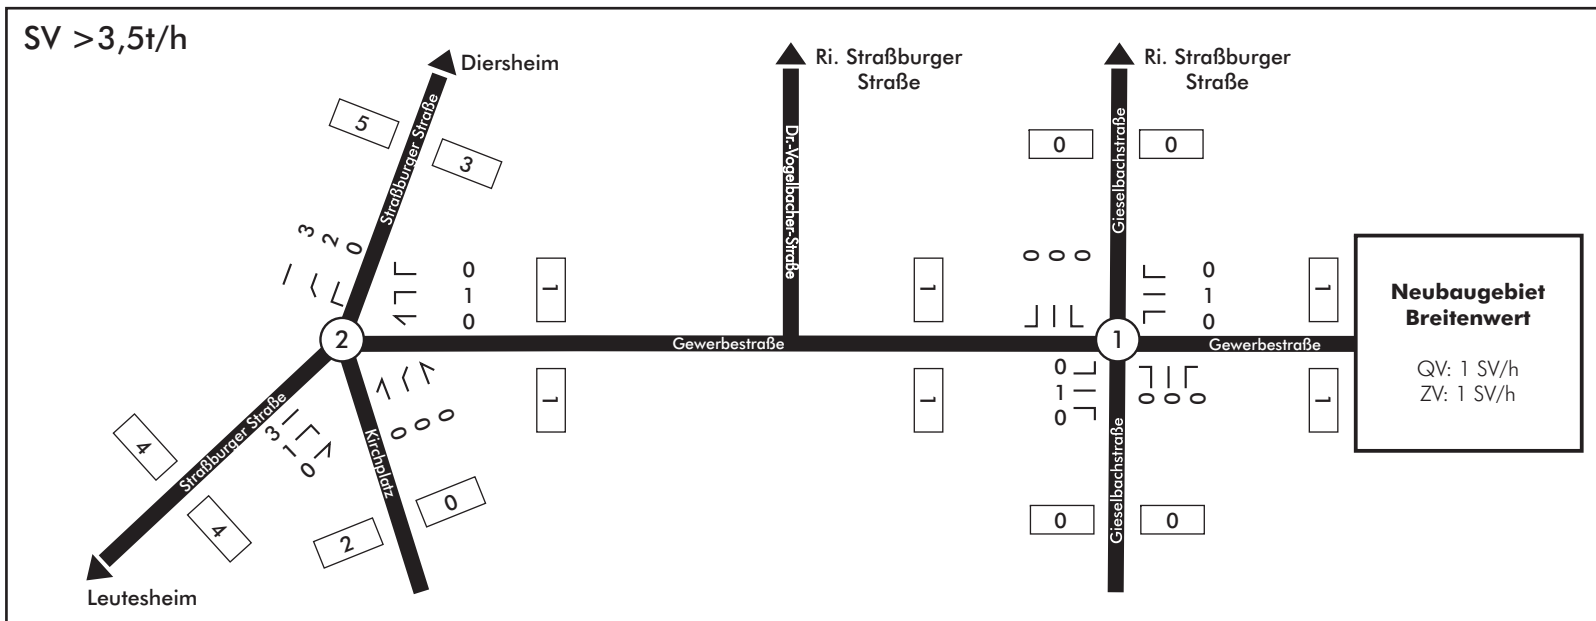 SV >3,5t/h
Diersheim
Ri. Straßburger
Straße
Ri. Straßburger
Straße
5
3
Straßburger Straße
Dr.-Vogelbacher-Straße
0
0
Gieselbachstraße
3
2
0
0
1
0
1
1
0
0
0
0
1
0
1
Neubaugebiet
Breitenwert
QV: 1 SV/h
ZV: 1 SV/h
2
Gewerbestraße
1
Gewerbestraße
0
1
0
0
0
0
1
1
1
0
0
0
Straßburger Straße
3
1
0
Kirchplatz
4
4
2
0
Gieselbachstraße
0
0
Leutesheim